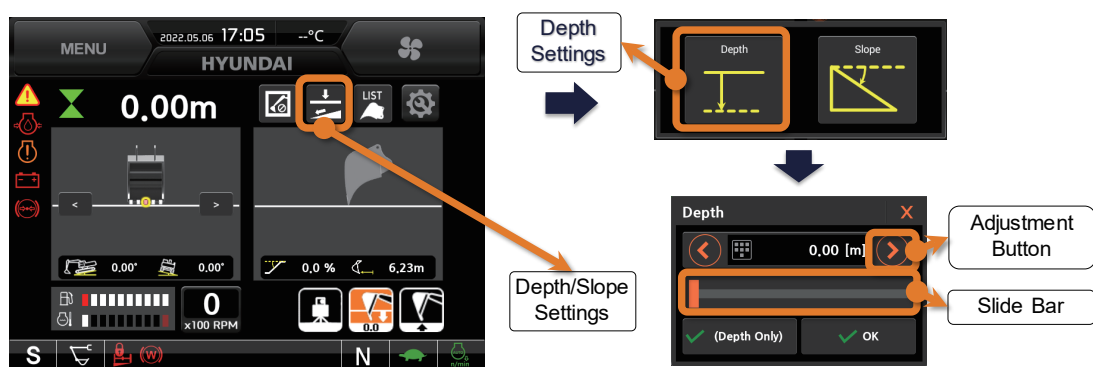 MENU
2022.05.06 17:05 --°C
HYUNDAI
0.00m
LIST
<
>
0.00°
0.00°
0.0 %
6.23m
0
x100 RPM
0.0
S
(W)
N
AUTO
n/min
Depth/Slope
Settings
Depth
Settings
Depth
Slope
Depth
X
0.00 [m]
(Depth Only)
OK
Adjustment
Button
Slide Bar